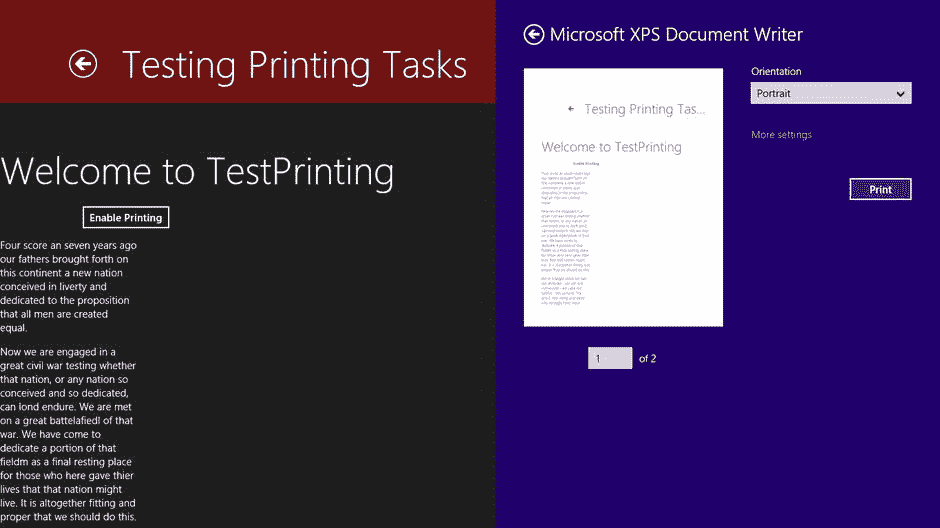 Testing Printing Tasks
Welcome to TestPrinting
Enable Printing
Four score an seven years ago
our fathers brought forth on
this continent a new nation
conceived in liverty and
dedicated to the proposition
that all men are created
equal.
Now we are engaged in a
great civil war testing whether
that nation, or any nation so
conceived and so dedicated,
can lond endure. We are met
on a great battelafiedl of that
war. We have come to
dedicate a portion of that
fieldm as a final resting place
for those who here gave thier
lives that that nation might
live. It is altogether fitting and
proper that we should do this.
Microsoft XPS Document Writer
Testing Printing Tas...
Welcome to TestPrinting
Enable Printing
1 of 2
Orientation
Portrait
More settings
Print